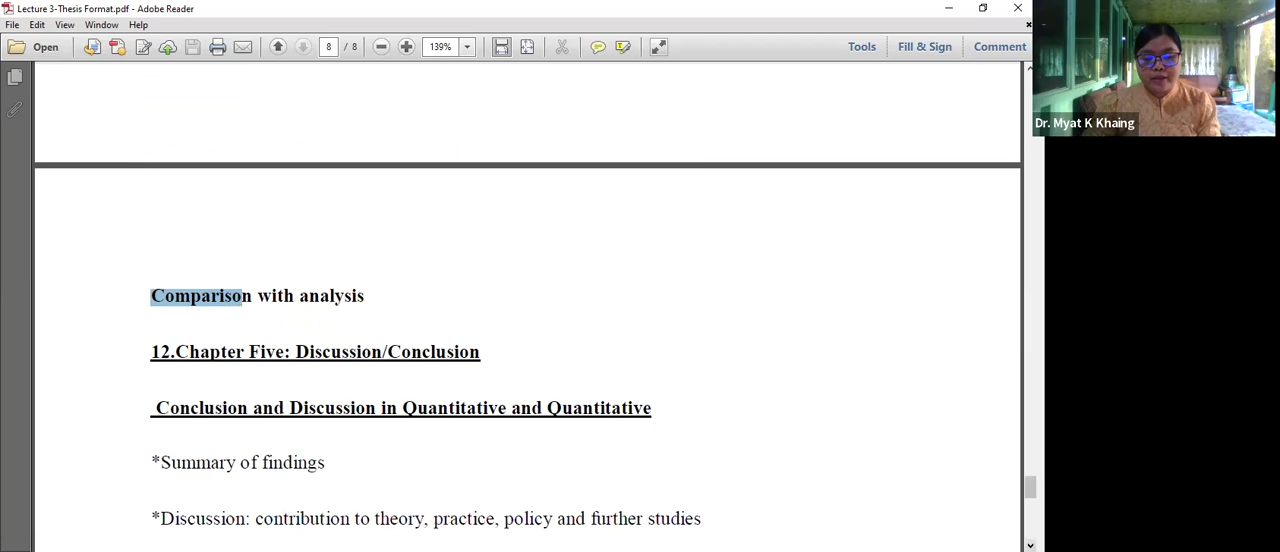 Lecture 3-Thesis Format.pdf - Adobe Reader
File Edit View Window Help
Open 8 / 8 139% Tools Fill & Sign Comment
Dr. Myat K Khaing
Comparison with analysis
12.Chapter Five: Discussion/Conclusion
Conclusion and Discussion in Quantitative and Quantitative
*Summary of findings
*Discussion: contribution to theory, practice, policy and further studies